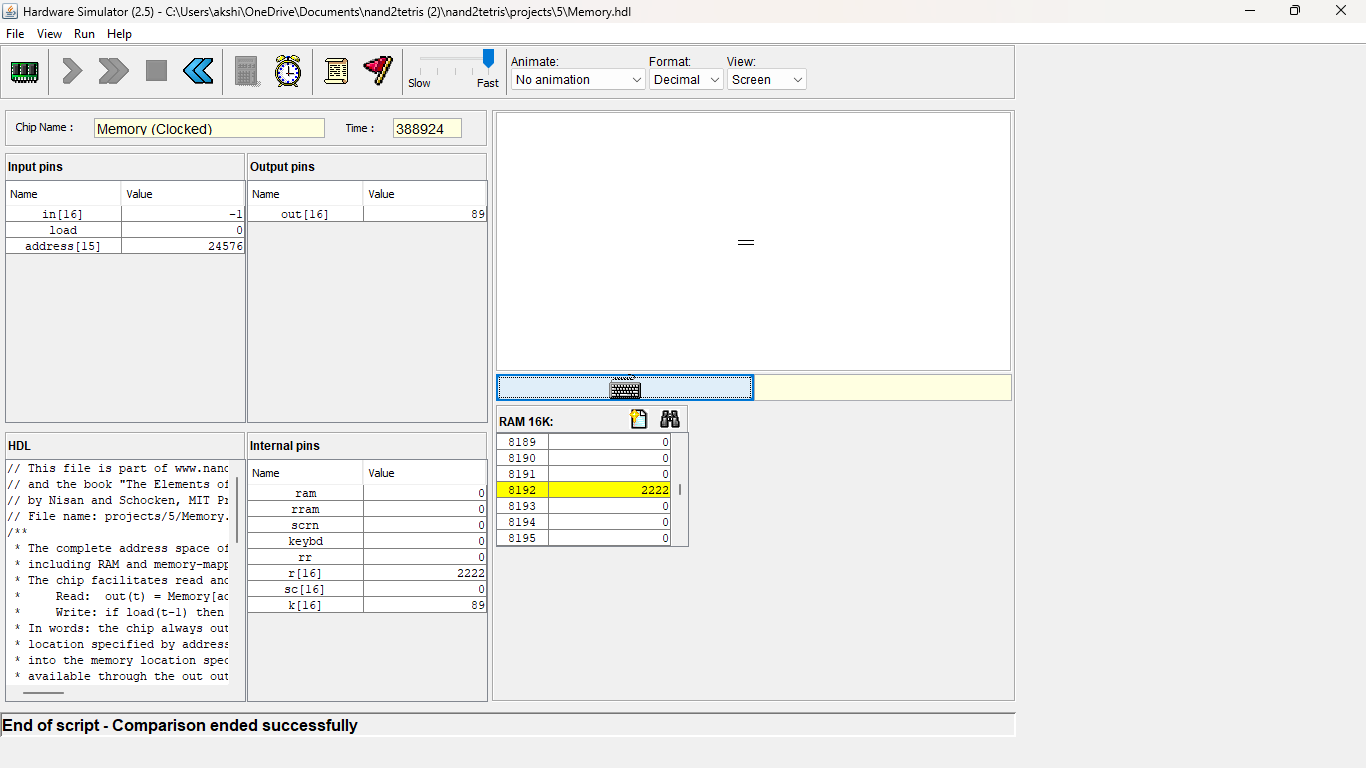 Hardware Simulator (2.5) - C:\Users\akshi\OneDrive\Documents\nand2tetris (2)\nand2tetris\projects\5\Memory.hdl
File View Run Help
Slow Fast
Animate: Format: View:
No animation Decimal Screen
Chip Name : Memory (Clocked) Time : 388924
Input pins
Name Value
in[16] -1
load 0
address[15] 24576
Output pins
Name Value
out[16] 89
HDL
// This file is part of www.nand
// and the book "The Elements of
// by Nisan and Schocken, MIT Pr
// File name: projects/5/Memory.
/**
* The complete address space of
* including RAM and memory-mapp
* The chip facilitates read and
* Read: out(t) = Memory[ad
* Write: if load(t-1) then
* In words: the chip always out
* location specified by address
* into the memory location spec
* available through the out out
Internal pins
Name Value
ram 0
rram 0
scrn 0
keybd 0
rr 0
r[16] 2222
sc[16] 0
k[16] 89
RAM 16K:
8189 0
8190 0
8191 0
8192 2222
8193 0
8194 0
8195 0
End of script - Comparison ended successfully